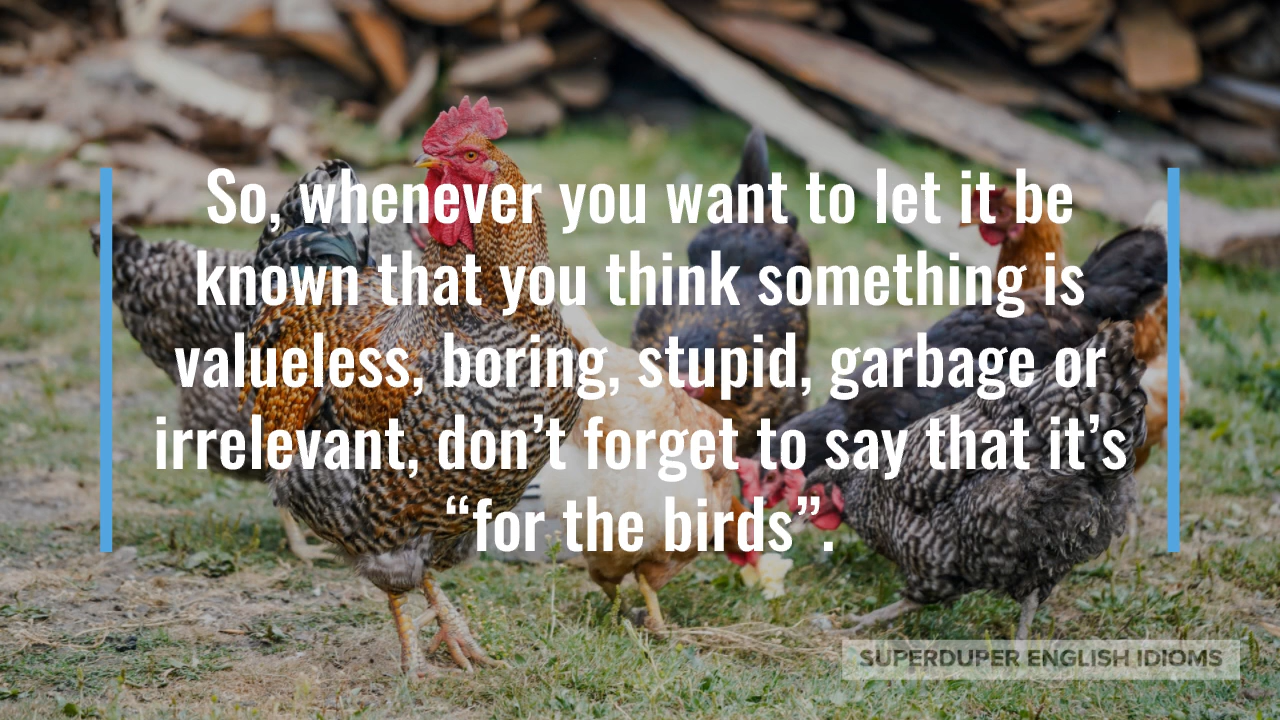 So, whenever you want to let it be
known that you think something is
valueless, boring, stupid, garbage or
irrelevant, don’t forget to say that it’s
“for the birds”.
SUPERDUPER ENGLISH IDIOMS